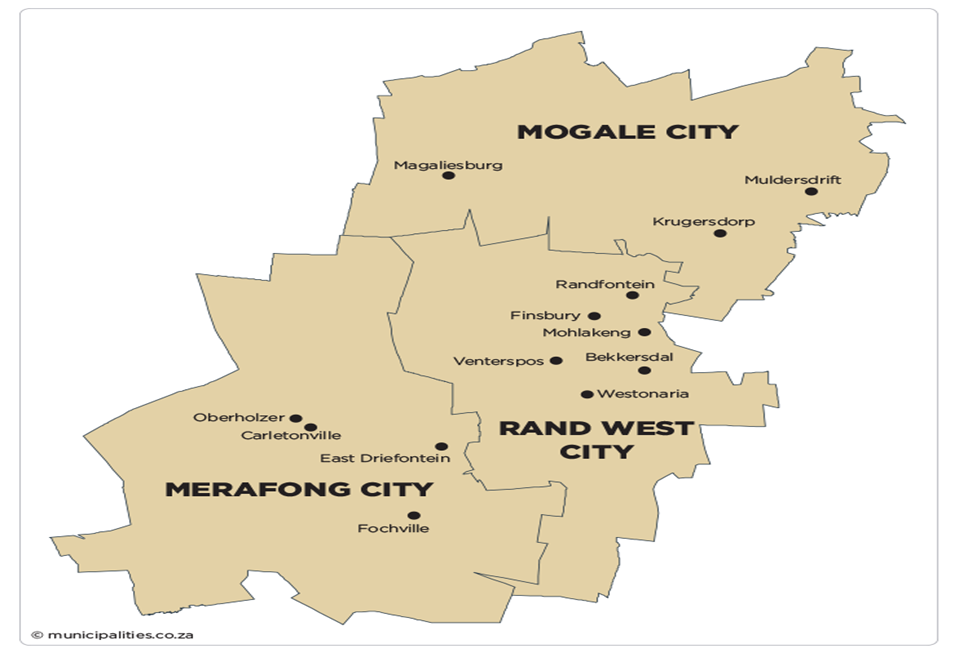 MOGALE CITY
Magaliesburg
Muldersdrift
Krugersdorp
Randfontein
Finsbury
Mohlakeng
Venterspos
Bekkersdal
Westonaria
RAND WEST
CITY
Oberholzer
Carletonville
East Driefontein
MERAFONG CITY
Fochville
© municipalities.co.za